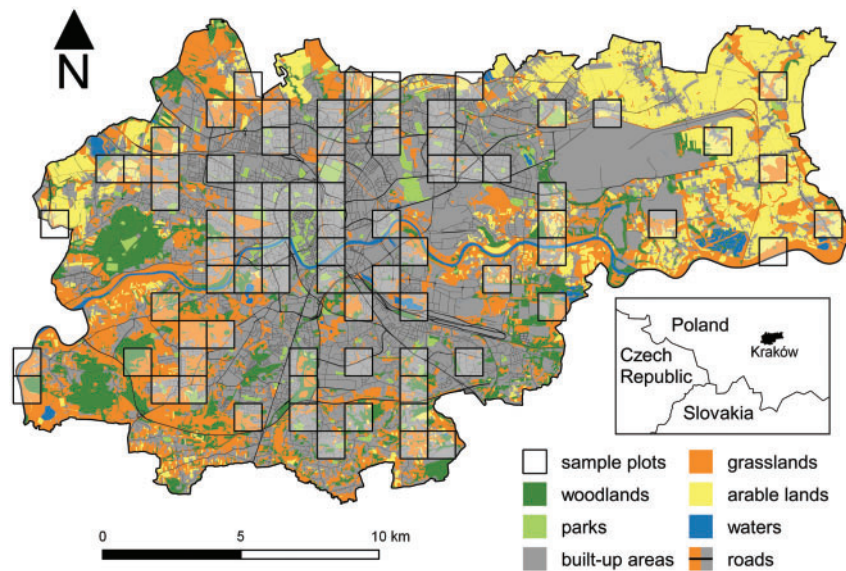 N
Poland
Kraków
Czech
Republic
Slovakia
sample plots
grasslands
woodlands
arable lands
parks
waters
built-up areas
roads
0 5 10 km